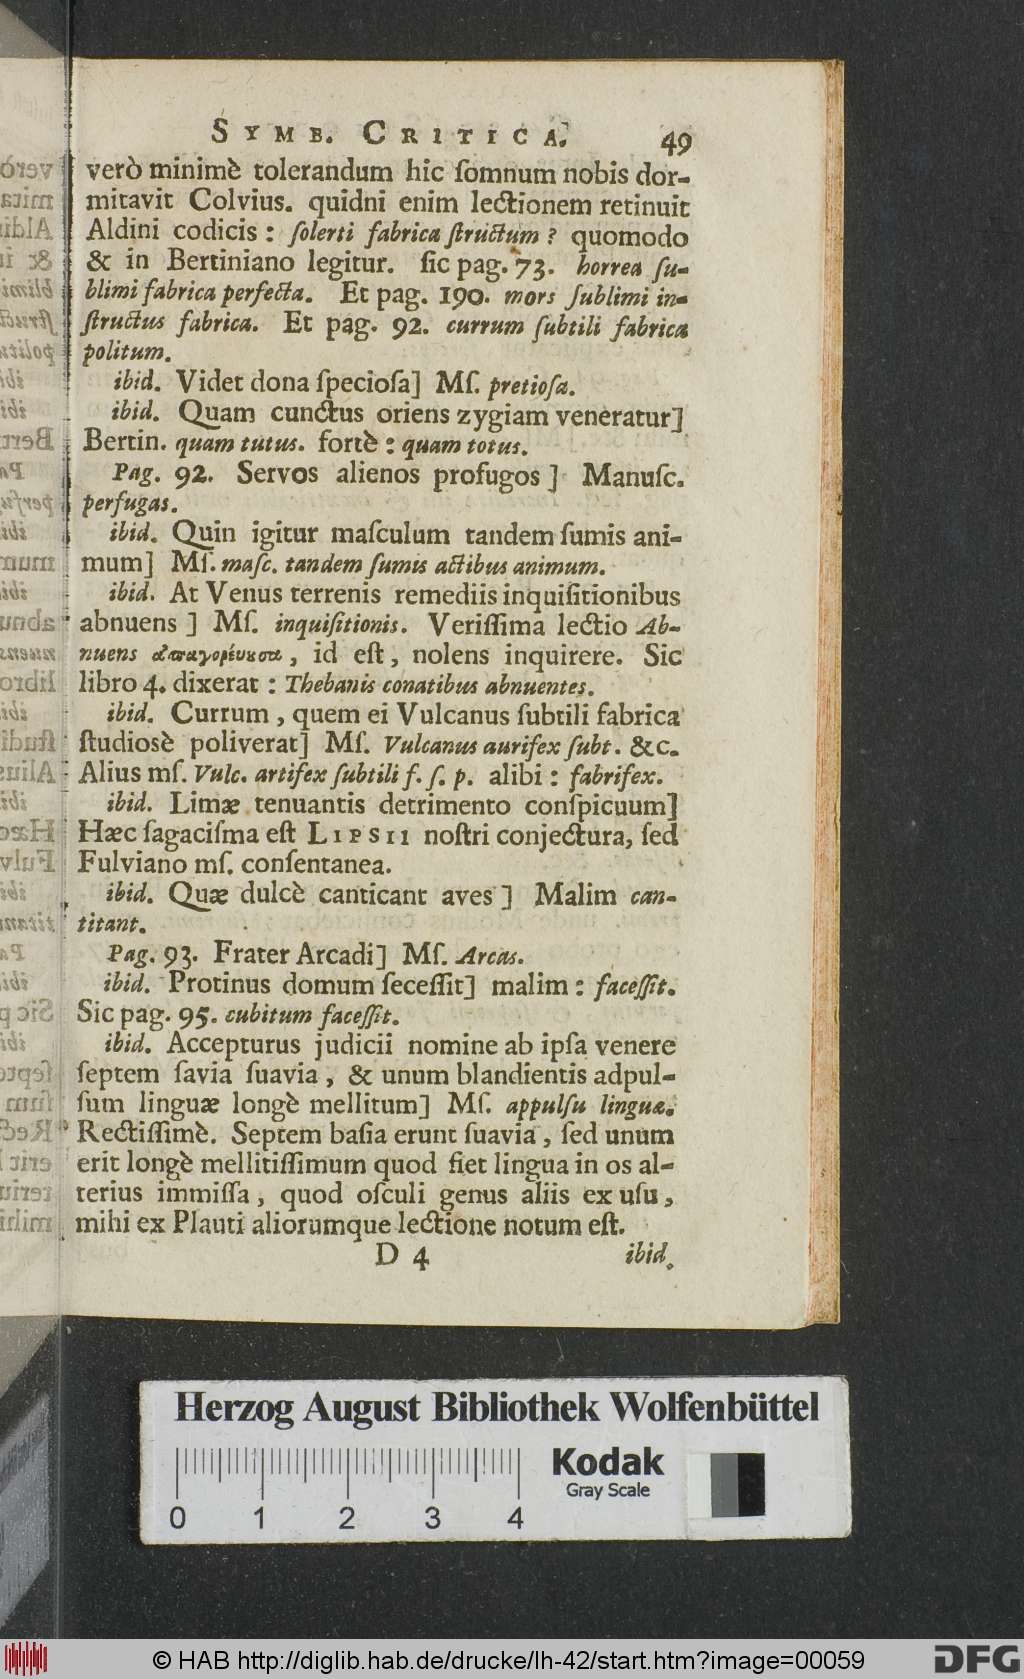 SYMB. CRITICA. 49
verò minimè tolerandum hic ſomnum nobis dor-
mitavit Colvius. quidni enim lectionem retinuit
Aldini codicis: ſolerti fabrica ſtructum? quomodo
& in Bertiniano legitur. ſic pag. 73. horrea ſu-
blimi fabrica perfecta. Et pag. 190. mors ſublimi in-
ſtructus fabrica. Et pag. 92. currum ſubtili fabrica
politum.
ibid. Videt dona ſpecioſa] Mſ. pretioſa.
ibid. Quam cunctus oriens zygiam veneratur]
Bertin. quam tutus. fortè: quam totus.
Pag. 92. Servos alienos profugos] Manuſc.
perfugas.
ibid. Quin igitur maſculum tandem ſumis ani-
mum] Mſ. maſc. tandem ſumis actibus animum.
ibid. At Venus terrenis remediis inquiſitionibus
abnuens] Mſ. inquiſitionis. Veriſſima lectio Ab-
nuens , id eſt, nolens inquirere. Sic
libro 4. dixerat: Thebanis conatibus abnuentes.
ibid. Currum, quem ei Vulcanus ſubtili fabrica
ſtudiosè poliverat] Mſ. Vulcanus aurifex ſubt. &c.
Alius mſ. Vulc. artifex ſubtili f. ſ. p. alibi: fabrifex.
ibid. Limæ tenuantis detrimento conſpicuum]
Hæc ſagaciſma eſt LIPSII noſtri conjectura, ſed
Fulviano mſ. conſentanea.
ibid. Quæ dulcè canticant aves] Malim can-
titant.
Pag. 93. Frater Arcadi] Mſ. Arcas.
ibid. Protinus domum ſeceſſit] malim: faceſſit.
Sic pag. 95. cubitum faceſſit.
ibid. Accepturus judicii nomine ab ipſa venere
ſeptem ſavia ſuavia, & unum blandientis adpul-
ſum linguæ longè mellitum] Mſ. appulſu linguæ.
Rectiſſimè. Septem baſia erunt ſuavia, ſed unum
erit longè mellitiſſimum quod fiet lingua in os al-
terius immiſſa, quod oſculi genus aliis ex uſu,
mihi ex Plauti aliorumque lectione notum eſt.
D 4 ibid.
Herzog August Bibliothek Wolfenbüttel
Kodak
Gray Scale
0 1 2 3 4
© HAB http://diglib.hab.de/drucke/lh-42/start.htm?image=00059
DFG